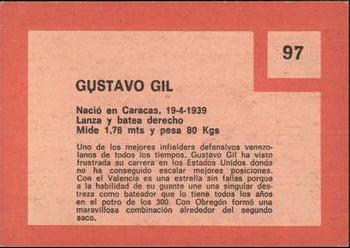 97
GUSTAVO GIL
Nació en Caracas, 19-4-1939
Lanza y batea derecho
Mide 1,78 mts y pesa 80 Kgs
Uno de los mejores infielders defensivos venezo-
lanos de todos los tiempos. Gustavo Gil ha visto
frustrada su carrera en los Estados Unidos donde
no ha conseguido escalar mejores posiciones.
Con el Valencia es una estrella sin fallas porque
a la habilidad de su guante une una singular des-
treza como bateador que lo tiene todos los años
en el potro de los 300. Con Obregón formó una
maravillosa combinación alrededor del segundo
saco.